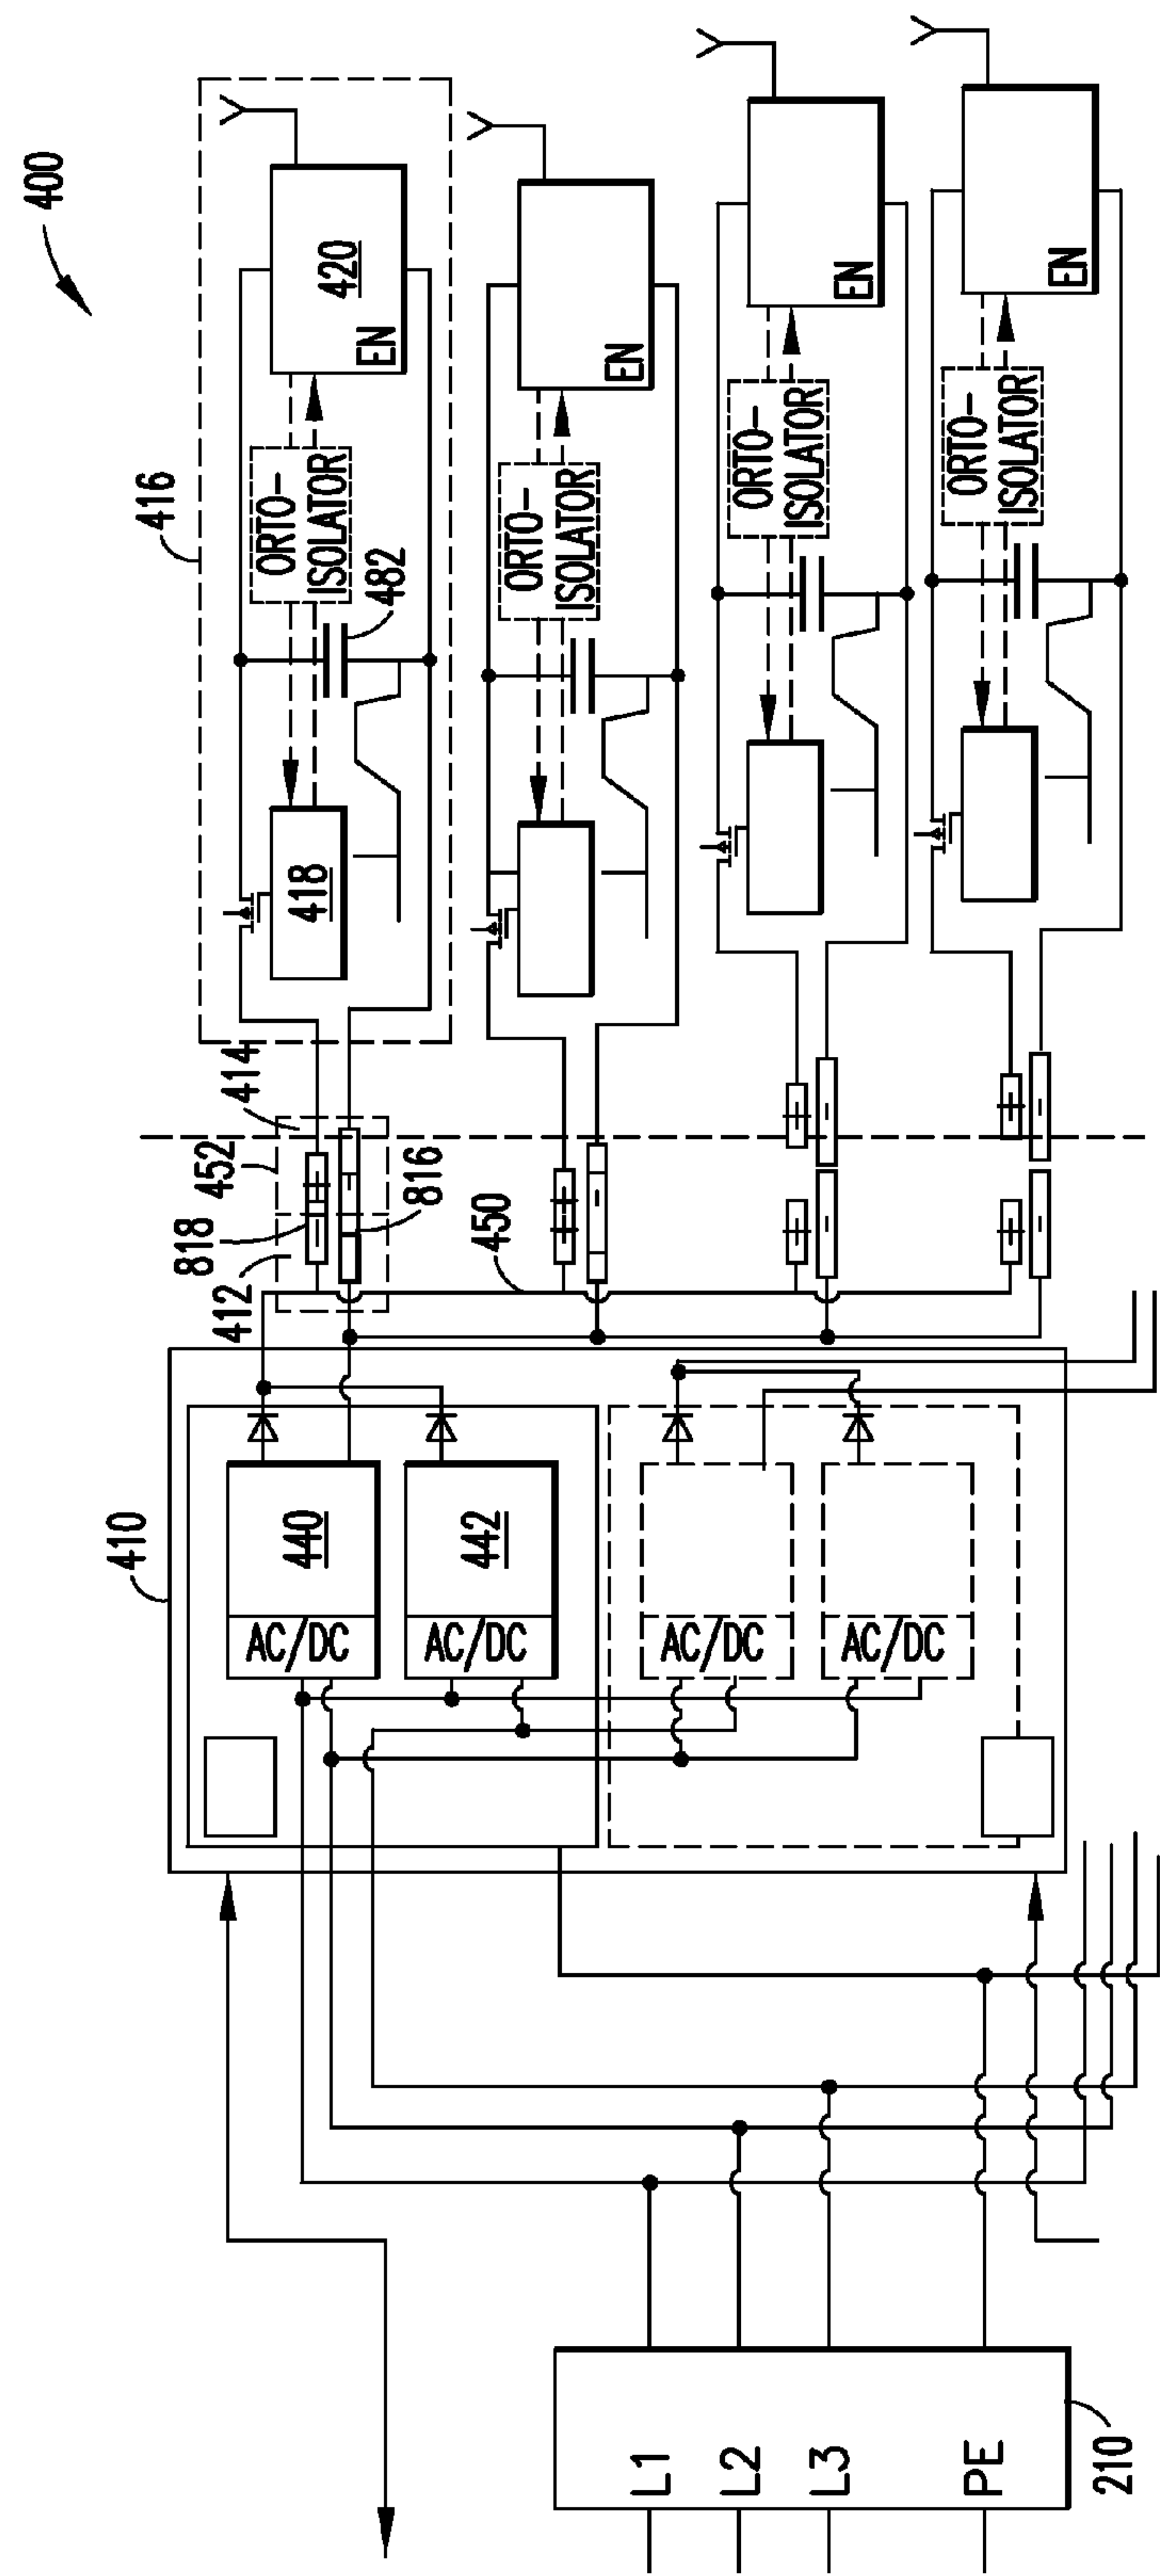 400
416
420
EN
ORTO-
ISOLATOR
482
418
EN
ORTO-
ISOLATOR
EN
ORTO-
ISOLATOR
EN
ORTO-
ISOLATOR
414
452
818
412
816
450
+
-
+
+
-
+
-
+
-
+
-
+
-
410
440
AC/DC
442
AC/DC
AC/DC
AC/DC
L1
L2
L3
PE
210